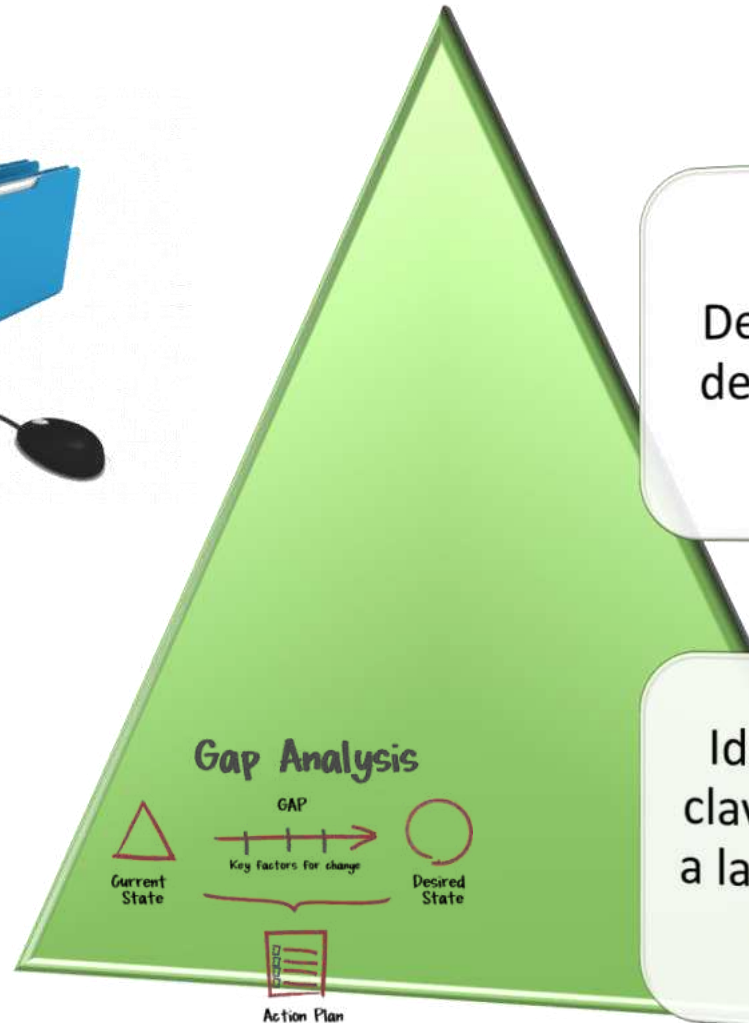 De
de
Id
clav
a la
Gap Analysis
GAP
Key factors for change
Current
State
Desired
State
Action Plan